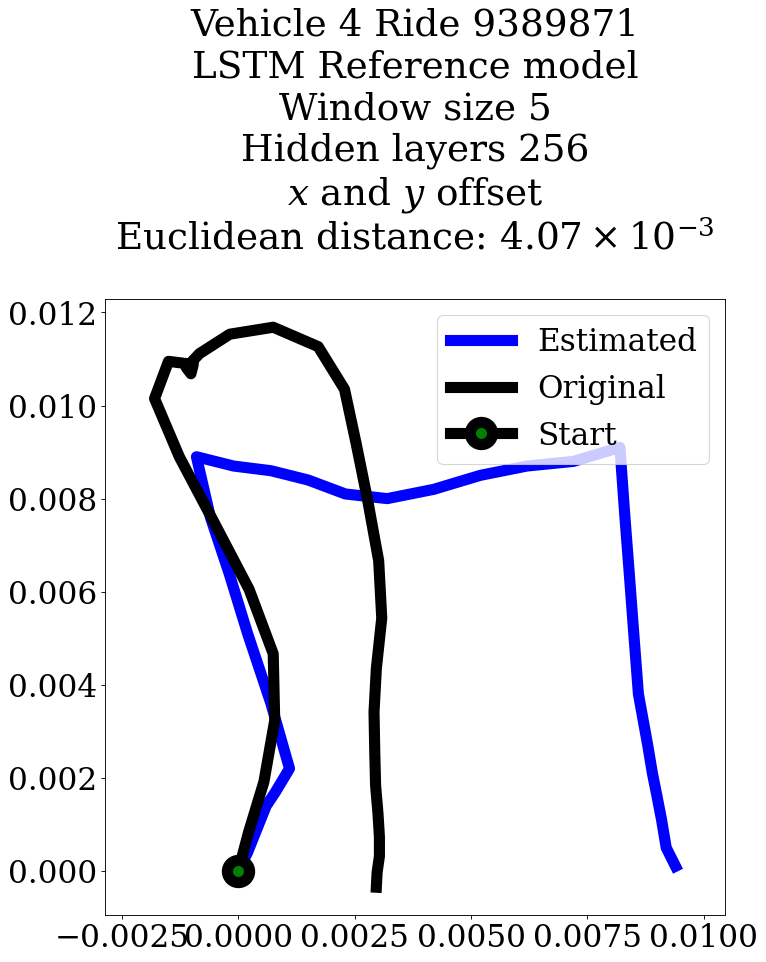 Vehicle 4 Ride 9389871
LSTM Reference model
Window size 5
Hidden layers 256
x and y offset
Euclidean distance: 4.07 × 10⁻³
0.012
0.010
0.008
0.006
0.004
0.002
0.000
Estimated
Original
Start
−0.0025 0.0000 0.0025 0.0050 0.0075 0.0100